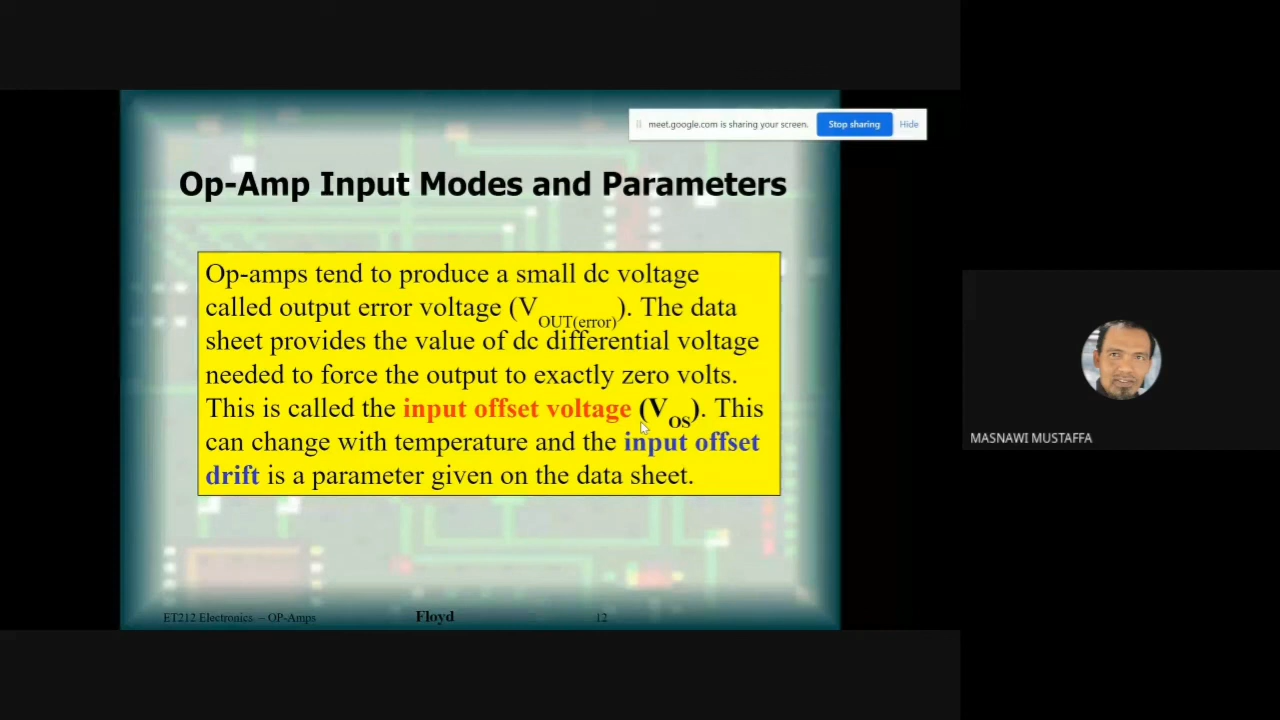 meet.google.com is sharing your screen.
Stop sharing
Hide
Op-Amp Input Modes and Parameters
Op-amps tend to produce a small dc voltage
called output error voltage (VOUT(error)). The data
sheet provides the value of dc differential voltage
needed to force the output to exactly zero volts.
This is called the input offset voltage (VOS). This
can change with temperature and the input offset
drift is a parameter given on the data sheet.
ET212 Electronics – OP-Amps
Floyd
12
MASNAWI MUSTAFFA